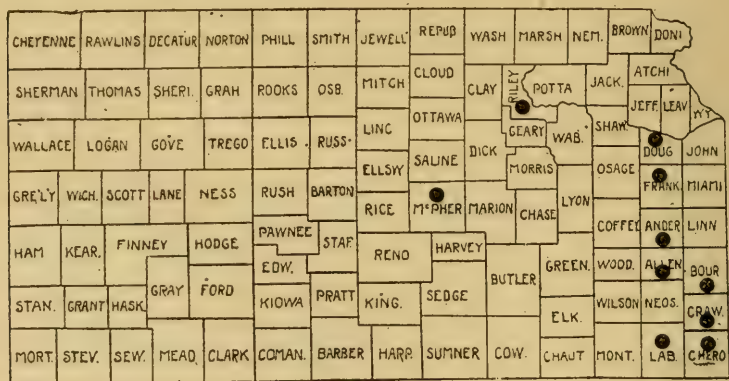 CHEYENNE RAWLINS DECATUR NORTON PHILL SMITH JEWELL REPUB WASH MARSH NEM. BROWN DONI
SHERMAN THOMAS SHERI. GRAH ROOKS OSB. MITCH CLOUD CLAY RILEY POTTA JACK. ATCHI
JEFF. LEAV WY
WALLACE LOGAN GOVE TREGO ELLIS RUSS. LINC OTTAWA GEARY WAB. SHAW. DOUG JOHN
ELLSW SALINE DICK MORRIS OSAGE FRANK. MIAMI
GRE'L'Y WICH. SCOTT LANE NESS RUSH BARTON RICE McPHER MARION CHASE LYON COFFEY ANDER LINN
HAM KEAR. FINNEY HODGE PAWNEE STAF. RENO HARVEY
GRAY FORD EDW. BUTLER GREEN. WOOD. ALLEN BOUR
STAN. GRANT HASK. KIOWA PRATT KING. SEDGE ELK. WILSON NEOS. CRAW.
MORT. STEV. SEW. MEAD. CLARK COMAN. BARBER HARP. SUMNER COW. CHAUT MONT. LAB. CHERO